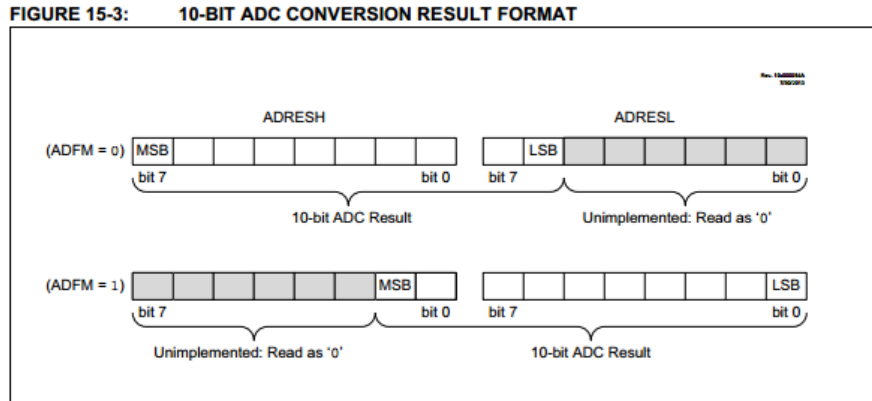 FIGURE 15-3: 10-BIT ADC CONVERSION RESULT FORMAT
ADRESH ADRESL
(ADFM = 0) MSB LSB
bit 7 bit 0 bit 7 bit 0
10-bit ADC Result Unimplemented: Read as ‘0’
(ADFM = 1) MSB LSB
bit 7 bit 0 bit 7 bit 0
Unimplemented: Read as ‘0’ 10-bit ADC Result